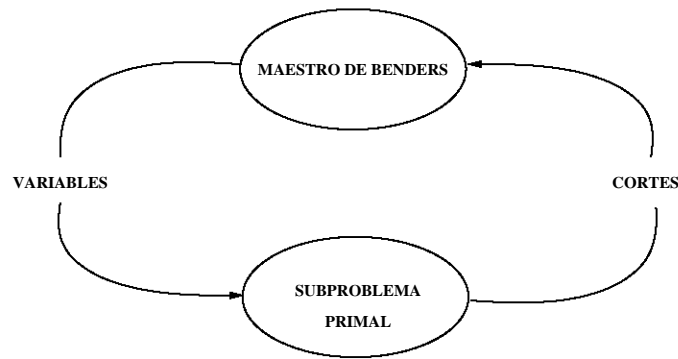 MAESTRO DE BENDERS
VARIABLES
CORTES
SUBPROBLEMA
PRIMAL